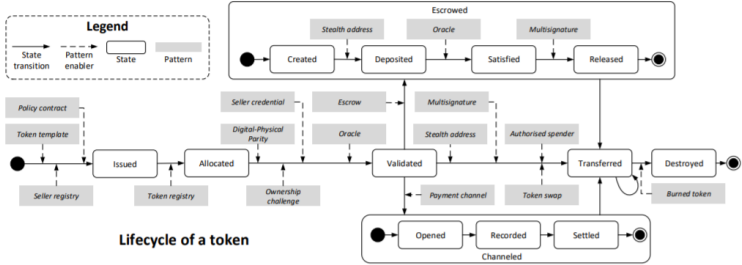 Legend
State
transition
Pattern
enabler
State
Pattern
Escrowed
Stealth address
Oracle
Multisignature
Created
Deposited
Satisfied
Released
Policy contract
Token template
Seller credential
Digital-Physical
Parity
Escrow
Oracle
Multisignature
Stealth address
Authorised spender
Issued
Allocated
Validated
Transferred
Destroyed
Seller registry
Token registry
Ownership
challenge
Payment channel
Token swap
Burned token
Opened
Recorded
Settled
Channeled
Lifecycle of a token